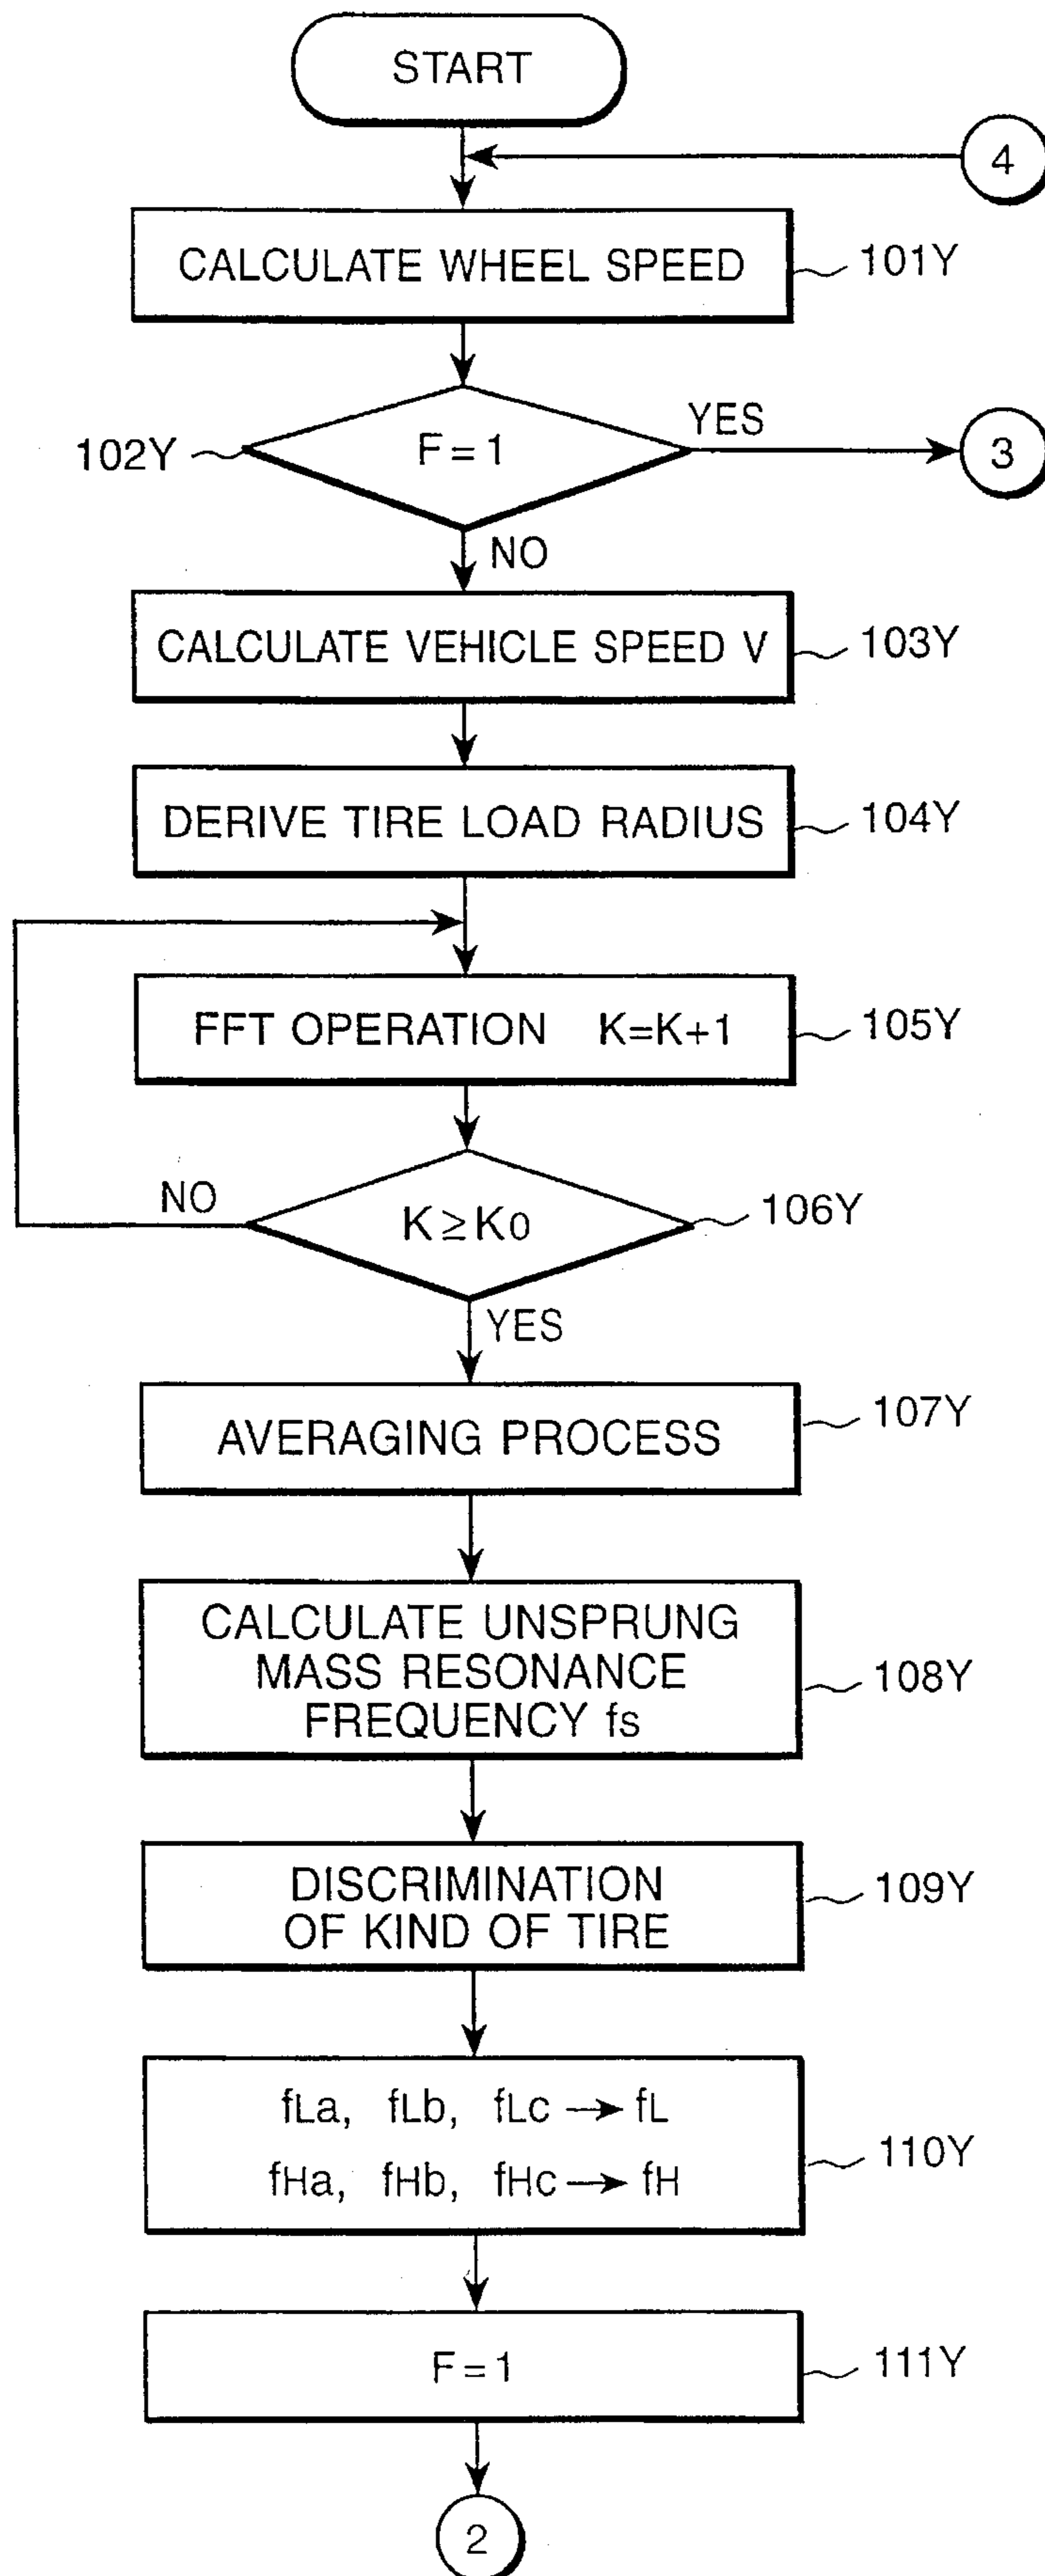 START
4
CALCULATE WHEEL SPEED
101Y
F = 1
YES
102Y
3
NO
CALCULATE VEHICLE SPEED V
103Y
DERIVE TIRE LOAD RADIUS
104Y
FFT OPERATION K=K+1
105Y
NO
K ≥ K0
106Y
YES
AVERAGING PROCESS
107Y
CALCULATE UNSPRUNG
MASS RESONANCE
FREQUENCY fs
108Y
DISCRIMINATION
OF KIND OF TIRE
109Y
fLa, fLb, fLc → fL
fHa, fHb, fHc → fH
110Y
F = 1
111Y
2